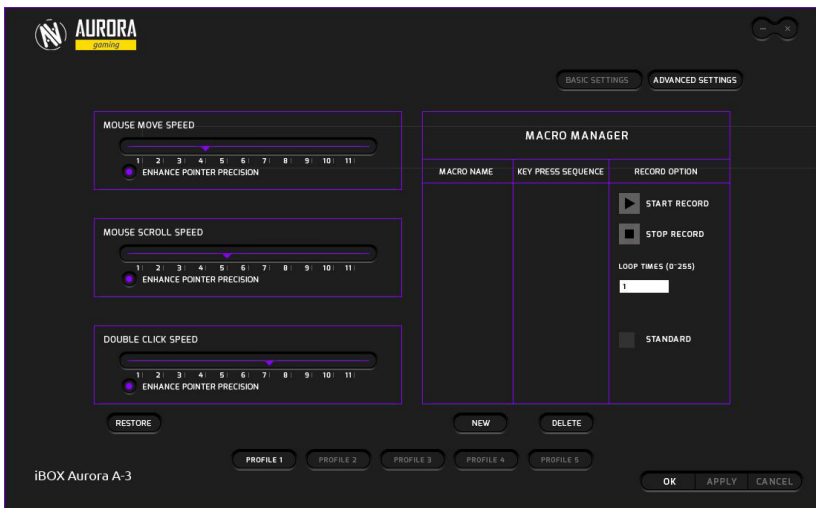 AURORA
gaming
BASIC SETTINGS
ADVANCED SETTINGS
MOUSE MOVE SPEED
1 2 3 4 5 6 7 8 9 10 11
ENHANCE POINTER PRECISION
MOUSE SCROLL SPEED
1 2 3 4 5 6 7 8 9 10 11
ENHANCE POINTER PRECISION
DOUBLE CLICK SPEED
1 2 3 4 5 6 7 8 9 10 11
ENHANCE POINTER PRECISION
RESTORE
MACRO MANAGER
MACRO NAME
KEY PRESS SEQUENCE
RECORD OPTION
START RECORD
STOP RECORD
LOOP TIMES (0~255)
1
STANDARD
NEW
DELETE
PROFILE 1
PROFILE 2
PROFILE 3
PROFILE 4
PROFILE 5
iBOX Aurora A-3
OK
APPLY
CANCEL